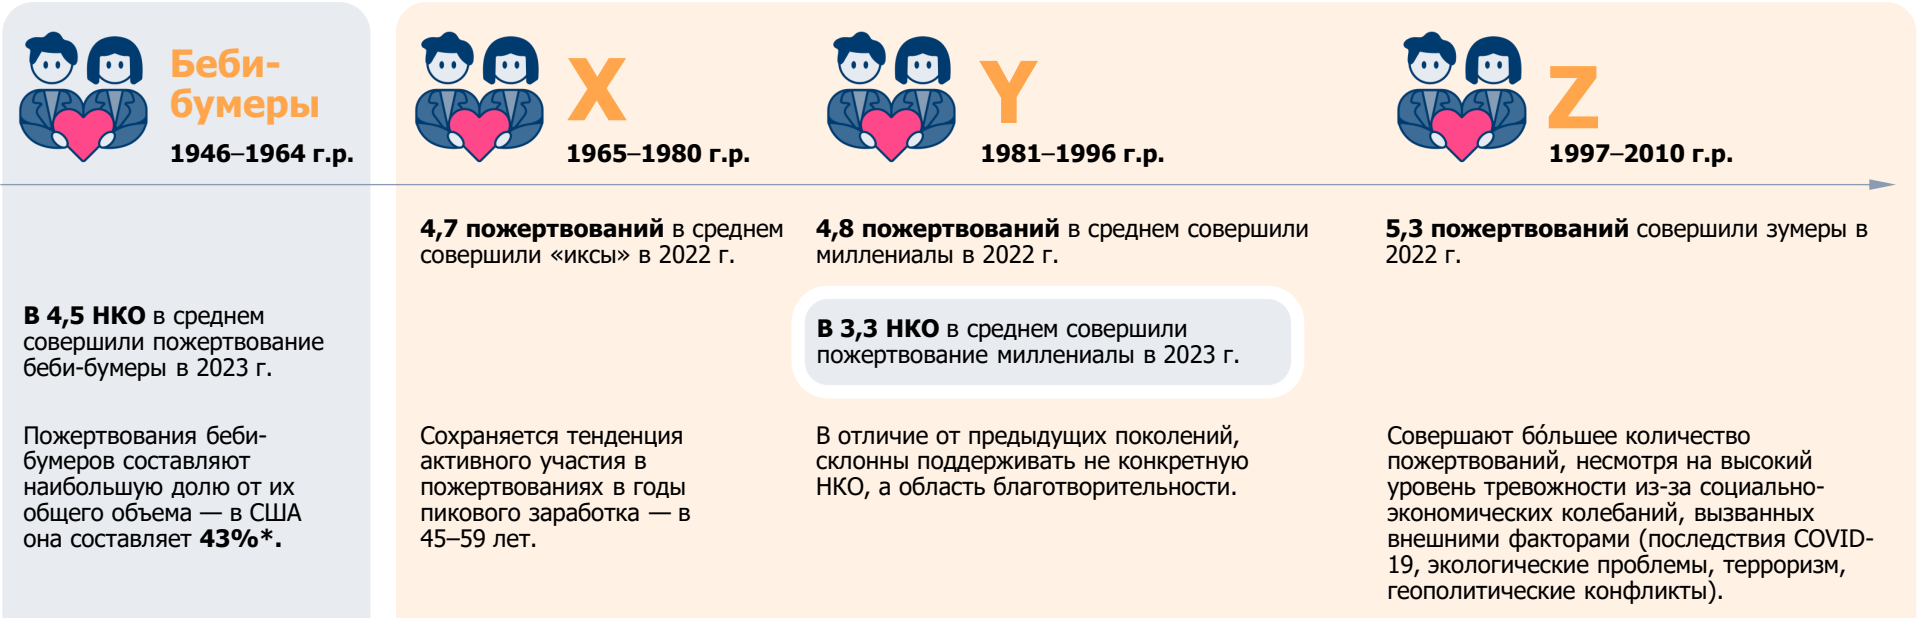 Беби-
бумеры
1946–1964 г.р.
В 4,5 НКО в среднем
совершили пожертвование
беби-бумеры в 2023 г.
Пожертвования беби-
бумеров составляют
наибольшую долю от их
общего объема — в США
она составляет 43%*.
X
1965–1980 г.р.
4,7 пожертвований в среднем
совершили «иксы» в 2022 г.
Сохраняется тенденция
активного участия в
пожертвованиях в годы
пикового заработка — в
45–59 лет.
Y
1981–1996 г.р.
4,8 пожертвований в среднем совершили
миллениалы в 2022 г.
В 3,3 НКО в среднем совершили
пожертвование миллениалы в 2023 г.
В отличие от предыдущих поколений,
склонны поддерживать не конкретную
НКО, а область благотворительности.
Z
1997–2010 г.р.
5,3 пожертвований совершили зумеры в
2022 г.
Совершают бо́льшее количество
пожертвований, несмотря на высокий
уровень тревожности из-за социально-
экономических колебаний, вызванных
внешними факторами (последствия COVID-
19, экологические проблемы, терроризм,
геополитические конфликты).